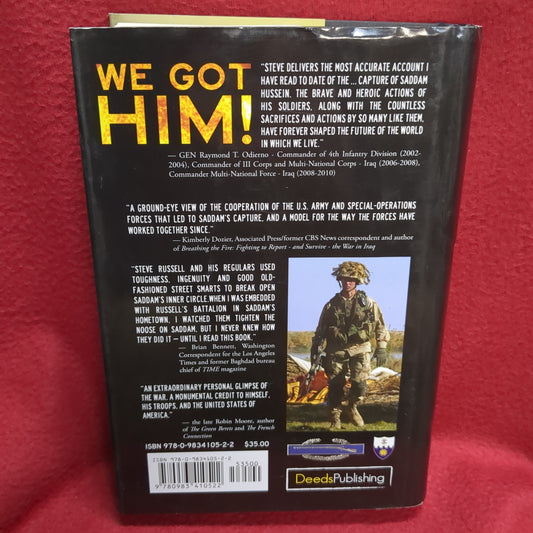 WE GOT
HIM!
"STEVE DELIVERS THE MOST ACCURATE ACCOUNT I
HAVE READ TO DATE OF THE ... CAPTURE OF SADDAM
HUSSEIN. THE BRAVE AND HEROIC ACTIONS OF
HIS SOLDIERS, ALONG WITH THE COUNTLESS
SACRIFICES AND ACTIONS BY SO MANY LIKE THEM,
HAVE FOREVER SHAPED THE FUTURE OF THE WORLD
IN WHICH WE LIVE."
— GEN Raymond T. Odierno - Commander of 4th Infantry Division (2002-
2004), Commander of III Corps and Multi-National Corps - Iraq (2006-2008),
Commander Multi-National Force - Iraq (2008-2010)
"A GROUND-EYE VIEW OF THE COOPERATION OF THE U.S. ARMY AND SPECIAL-OPERATIONS
FORCES THAT LED TO SADDAM'S CAPTURE, AND A MODEL FOR THE WAY THE FORCES HAVE
WORKED TOGETHER SINCE."
— Kimberly Dozier, Associated Press/former CBS News correspondent and author
of Breathing the Fire: Fighting to Report - and Survive - the War in Iraq
"STEVE RUSSELL AND HIS REGULARS USED
TOUGHNESS, INGENUITY AND GOOD OLD-
FASHIONED STREET SMARTS TO BREAK OPEN
SADDAM'S INNER CIRCLE.WHEN I WAS EMBEDDED
WITH RUSSELL'S BATTALION IN SADDAM'S
HOMETOWN, I WATCHED THEM TIGHTEN THE
NOOSE ON SADDAM, BUT I NEVER KNEW HOW
THEY DID IT — UNTIL I READ THIS BOOK."
— Brian Bennett, Washington
Correspondent for the Los Angeles
Times and former Baghdad bureau
chief of TIME magazine
"AN EXTRAORDINARY PERSONAL GLIMPSE OF
THE WAR. A MONUMENTAL CREDIT TO HIMSELF,
HIS TROOPS, AND THE UNITED STATES OF
AMERICA."
— the late Robin Moore, author
of The Green Berets and The French
Connection
ISBN 978-0-9834105-2-2 $35.00
ISBN 978-0-9834105-2-2
53500
9 780983 410522
DeedsPublishing